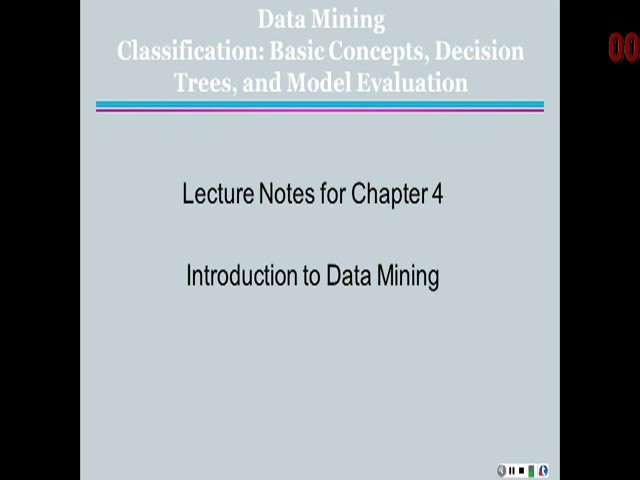 Data Mining
Classification: Basic Concepts, Decision
Trees, and Model Evaluation
00
Lecture Notes for Chapter 4
Introduction to Data Mining